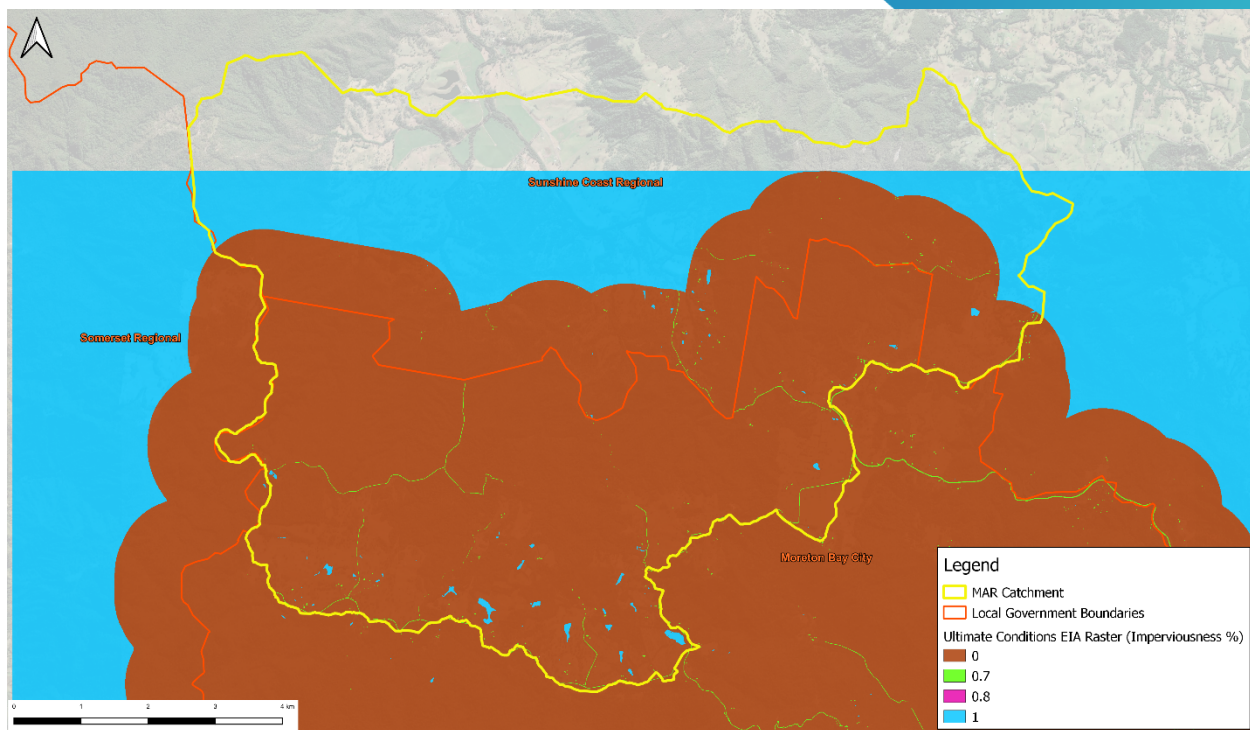 Sunshine Coast Regional
Somerset Regional
Moreton Bay City
Legend
MAR Catchment
Local Government Boundaries
Ultimate Conditions EIA Raster (Imperviousness %)
0
0.7
0.8
1
0 1 2 3 4 km